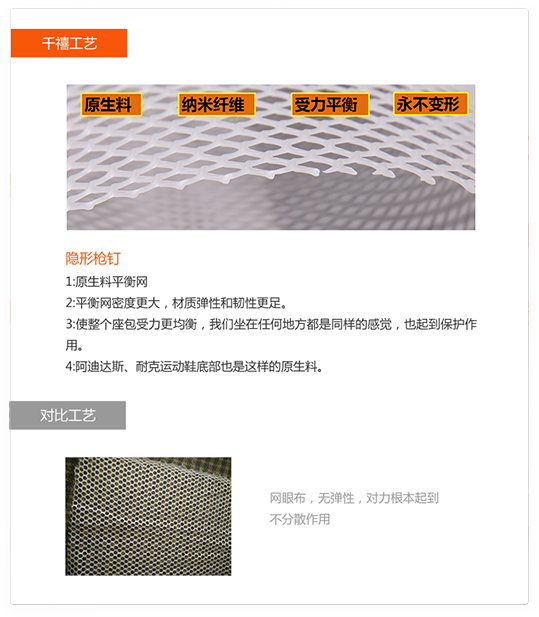 千禧工艺
原生料 纳米纤维 受力平衡 永不变形
隐形枪钉
1:原生料平衡网
2:平衡网密度更大，材质弹性和韧性更足。
3:使整个座包受力更均衡，我们坐在任何地方都是同样的感觉，也起到保护作
用。
4:阿迪达斯、耐克运动鞋底部也是这样的原生料。
对比工艺
网眼布，无弹性，对力根本起到
不分散作用